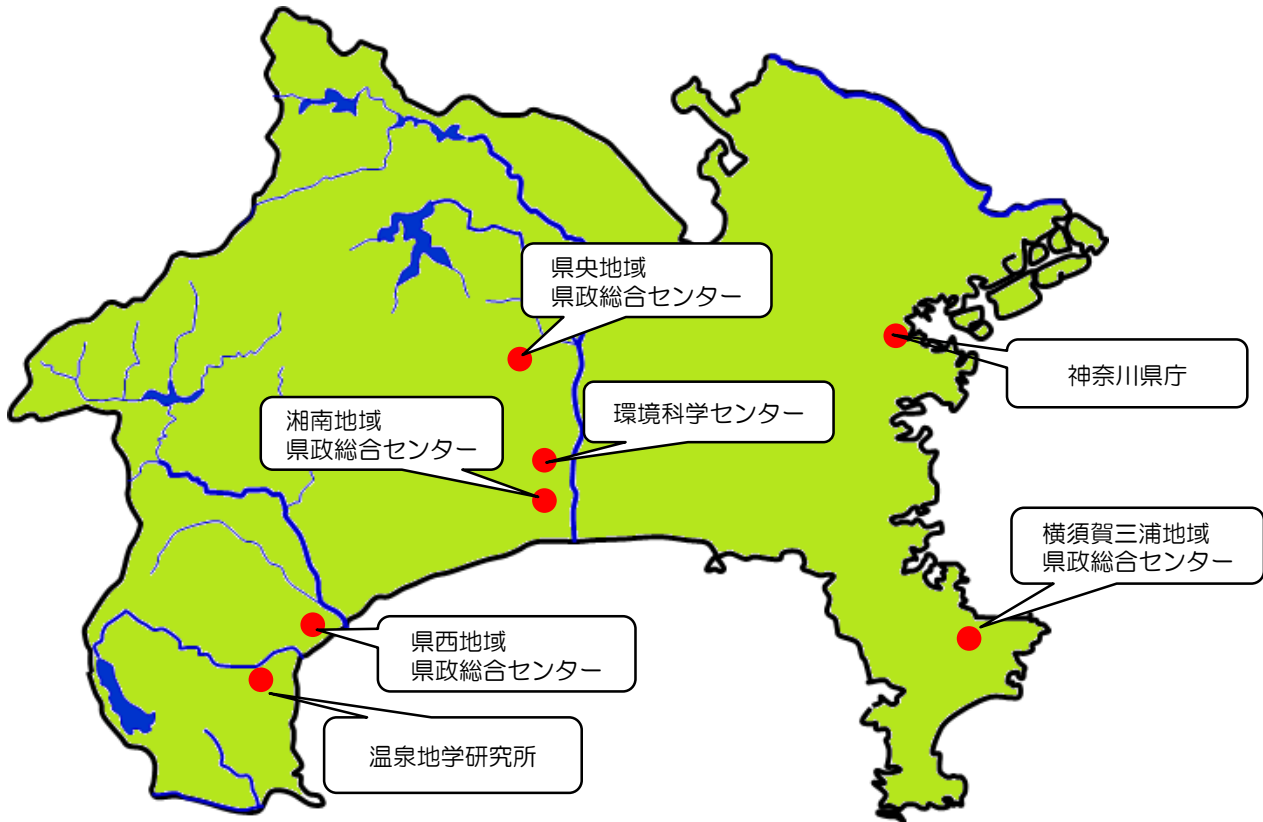 県央地域
県政総合センター
神奈川県庁
環境科学センター
湘南地域
県政総合センター
横須賀三浦地域
県政総合センター
県西地域
県政総合センター
温泉地学研究所